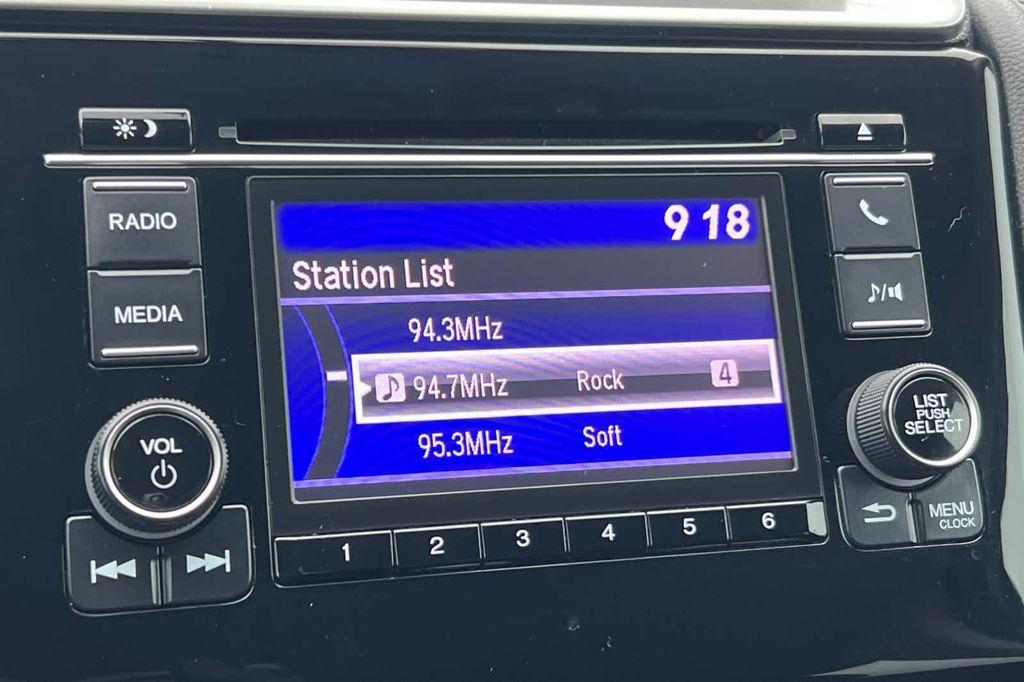 RADIO
MEDIA
VOL
9 18
Station List
94.3MHz
94.7MHz Rock 4
95.3MHz Soft
LIST
PUSH
SELECT
MENU
CLOCK
1 2 3 4 5 6